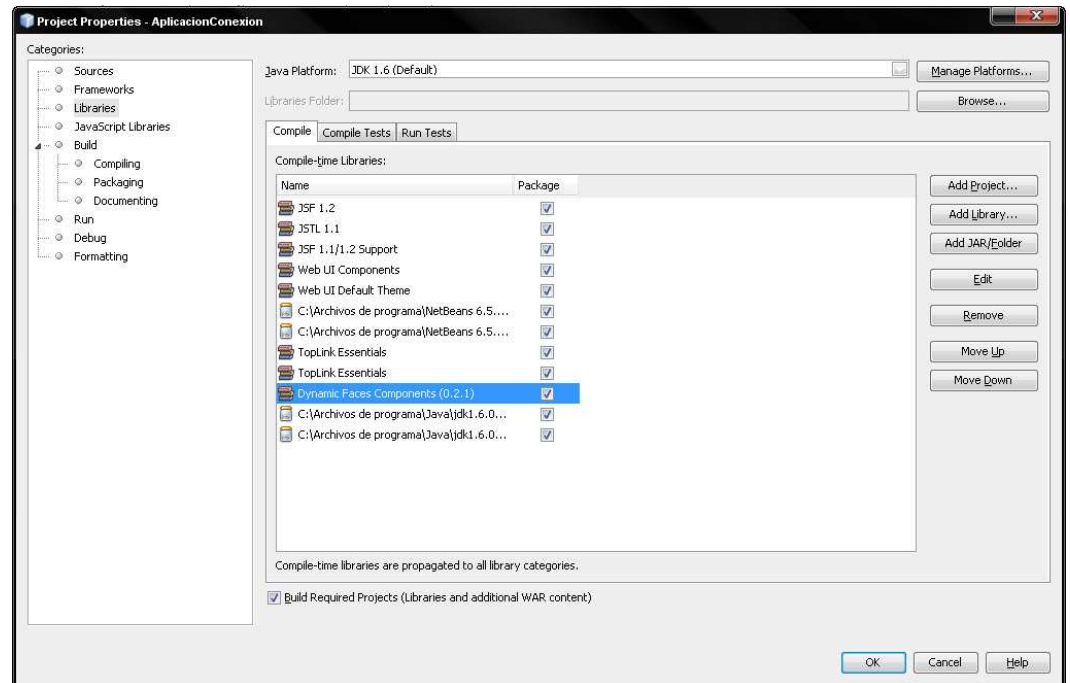 Project Properties - AplicacionConexion
Categories:
Sources
Frameworks
Libraries
JavaScript Libraries
Build
Compiling
Packaging
Documenting
Run
Debug
Formatting
Java Platform: JDK 1.6 (Default) Manage Platforms...
Libraries Folder: Browse...
Compile Compile Tests Run Tests
Compile-time Libraries:
Name Package
JSF 1.2
JSTL 1.1
JSF 1.1/1.2 Support
Web UI Components
Web UI Default Theme
C:\Archivos de programa\NetBeans 6.5....
C:\Archivos de programa\NetBeans 6.5....
TopLink Essentials
TopLink Essentials
Dynamic Faces Components (0.2.1)
C:\Archivos de programa\Java\jdk1.6.0...
C:\Archivos de programa\Java\jdk1.6.0...
Add Project...
Add Library...
Add JAR/Folder
Edit
Remove
Move Up
Move Down
Compile-time libraries are propagated to all library categories.
Build Required Projects (Libraries and additional WAR content)
OK Cancel Help